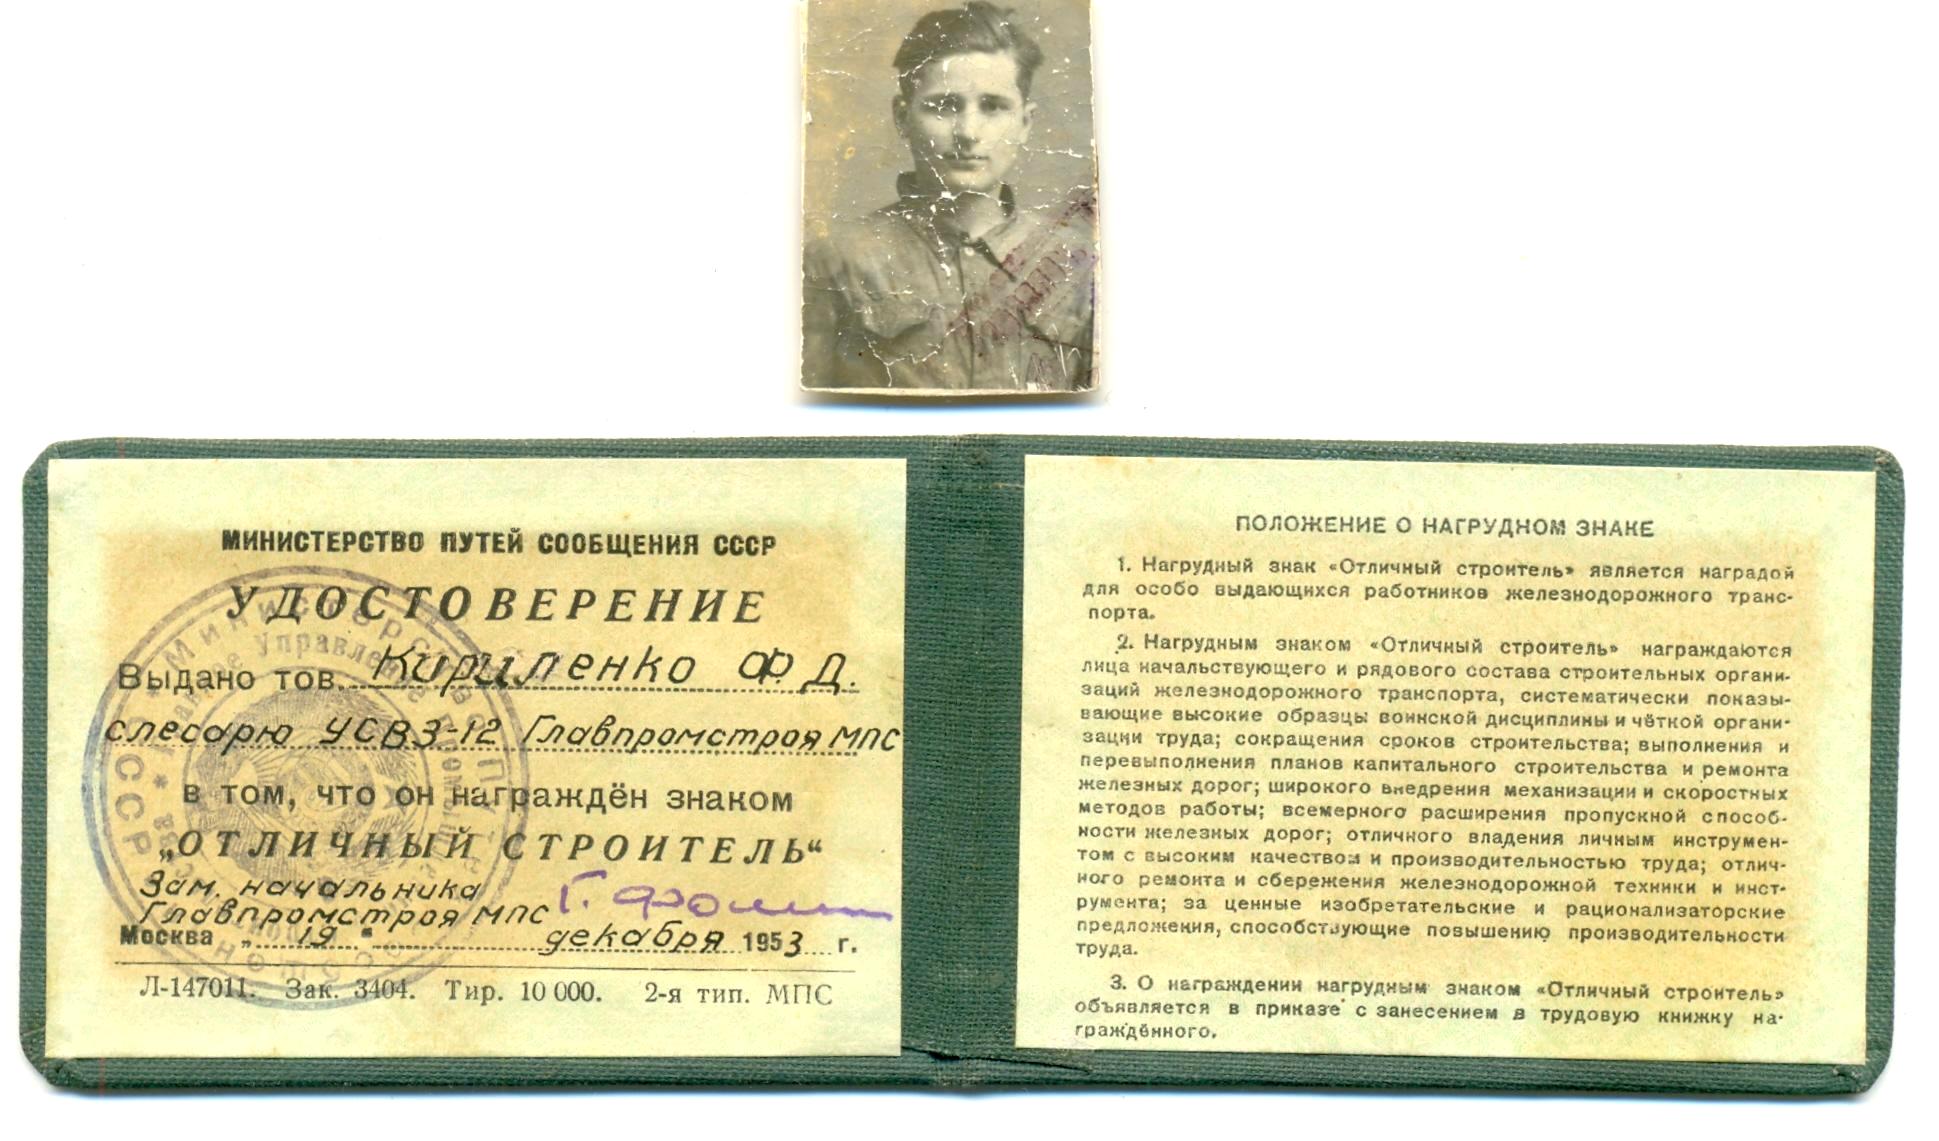 МИНИСТЕРСТВО ПУТЕЙ СООБЩЕНИЯ СССР
УДОСТОВЕРЕНИЕ
Выдано тов. Кириленко Ф. Д.
слесарю УСВЗ-12 Главпромстроя МПС
в том, что он награждён знаком
„ОТЛИЧНЫЙ СТРОИТЕЛЬ“
Зам. начальника
Главпромстроя МПС
Москва „19“ декабря 1953 г.
Л-147011. Зак. 3404. Тир. 10 000. 2-я тип. МПС
ПОЛОЖЕНИЕ О НАГРУДНОМ ЗНАКЕ
1. Нагрудный знак «Отличный строитель» является наградой
для особо выдающихся работников железнодорожного транс-
порта.
2. Нагрудным знаком «Отличный строитель» награждаются
лица начальствующего и рядового состава строительных органи-
заций железнодорожного транспорта, систематически показы-
вающие высокие образцы воинской дисциплины и чёткой органи-
зации труда; сокращения сроков строительства; выполнения и
перевыполнения планов капитального строительства и ремонта
железных дорог; широкого внедрения механизации и скоростных
методов работы; всемерного расширения пропускной способ-
ности железных дорог; отличного владения личным инструмен-
том с высоким качеством и производительностью труда; отлич-
ного ремонта и сбережения железнодорожной техники и инст-
румента; за ценные изобретательские и рационализаторские
предложения, способствующие повышению производительности
труда.
3. О награждении нагрудным знаком «Отличный строитель»
объявляется в приказе с занесением в трудовую книжку на-
граждённого.